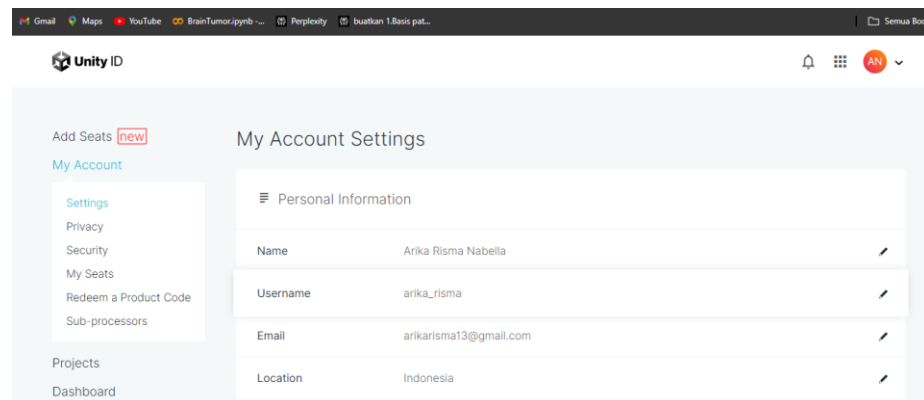 Gmail Maps YouTube BrainTumor.ipynb -... Perplexity buatkan 1.Basis pat... Semua Boo
Unity ID
AN
Add Seats new
My Account
Settings
Privacy
Security
My Seats
Redeem a Product Code
Sub-processors
Projects
Dashboard
My Account Settings
Personal Information
Name Arika Risma Nabella
Username arika_risma
Email arikarisma13@gmail.com
Location Indonesia